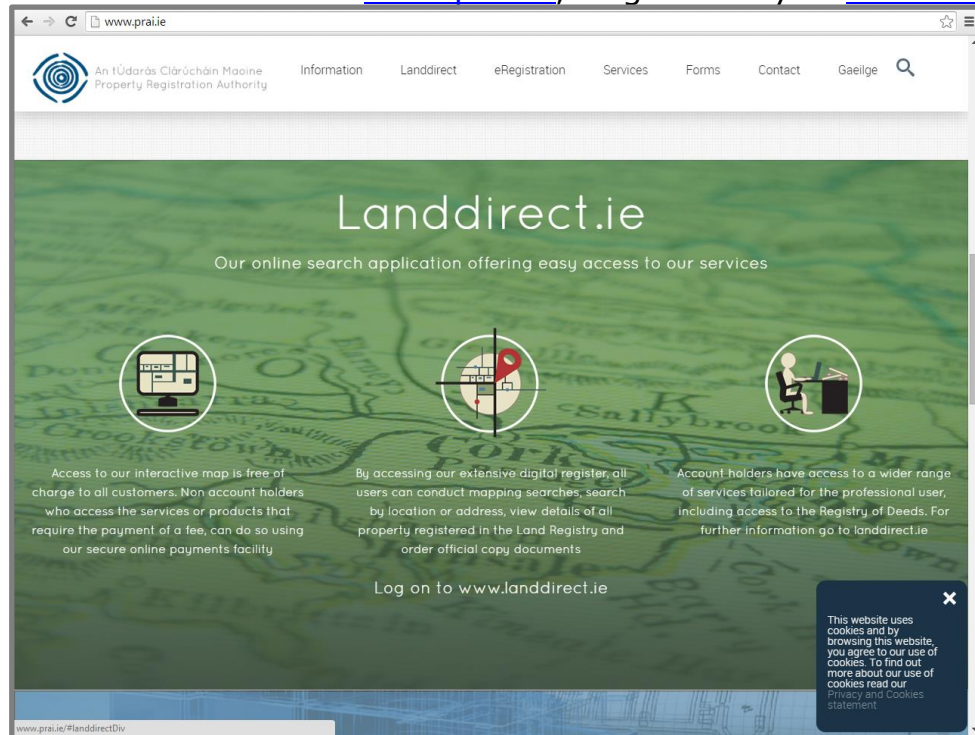 www.prai.ie
An tÚdarás Clárúcháin Maoine
Property Registration Authority
Information
Landdirect
eRegistration
Services
Forms
Contact
Gaeilge
Landdirect.ie
Our online search application offering easy access to our services
Access to our interactive map is free of
charge to all customers. Non account holders
who access the services or products that
require the payment of a fee, can do so using
our secure online payments facility
By accessing our extensive digital register, all
users can conduct mapping searches, search
by location or address, view details of all
property registered in the Land Registry and
order official copy documents
Account holders have access to a wider range
of services tailored for the professional user,
including access to the Registry of Deeds. For
further information go to landdirect.ie
Log on to www.landdirect.ie
Sallybrook
Cork
Kinsale
This website uses
cookies and by
browsing this website,
you agree to our use of
cookies. To find out
more about our use of
cookies read our
Privacy and Cookies
statement
www.prai.ie/#landdirectDiv